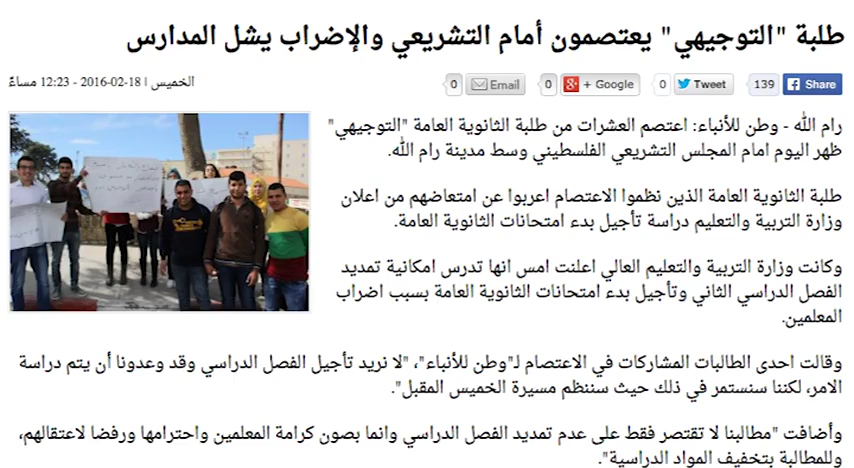 طلبة "التوجيهي" يعتصمون أمام التشريعي والإضراب يشل المدارس
الخميس | 18-02-2016 - 12:23 مساءً
0 Email 0 + Google 0 Tweet 139 Share
رام الله - وطن للأنباء: اعتصم العشرات من طلبة الثانوية العامة "التوجيهي"
ظهر اليوم امام المجلس التشريعي الفلسطيني وسط مدينة رام الله.
طلبة الثانوية العامة الذين نظموا الاعتصام اعربوا عن امتعاضهم من اعلان
وزارة التربية والتعليم دراسة تأجيل بدء امتحانات الثانوية العامة.
وكانت وزارة التربية والتعليم العالي اعلنت امس انها تدرس امكانية تمديد
الفصل الدراسي الثاني وتأجيل بدء امتحانات الثانوية العامة بسبب اضراب
المعلمين.
وقالت احدى الطالبات المشاركات في الاعتصام لـ"وطن للأنباء"، "لا نريد تأجيل الفصل الدراسي وقد وعدونا أن يتم دراسة
الامر، لكننا سنستمر في ذلك حيث سننظم مسيرة الخميس المقبل".
وأضافت "مطالبنا لا تقتصر فقط على عدم تمديد الفصل الدراسي وانما بصون كرامة المعلمين واحترامها ورفضا لاعتقالهم،
وللمطالبة بتخفيف المواد الدراسية".